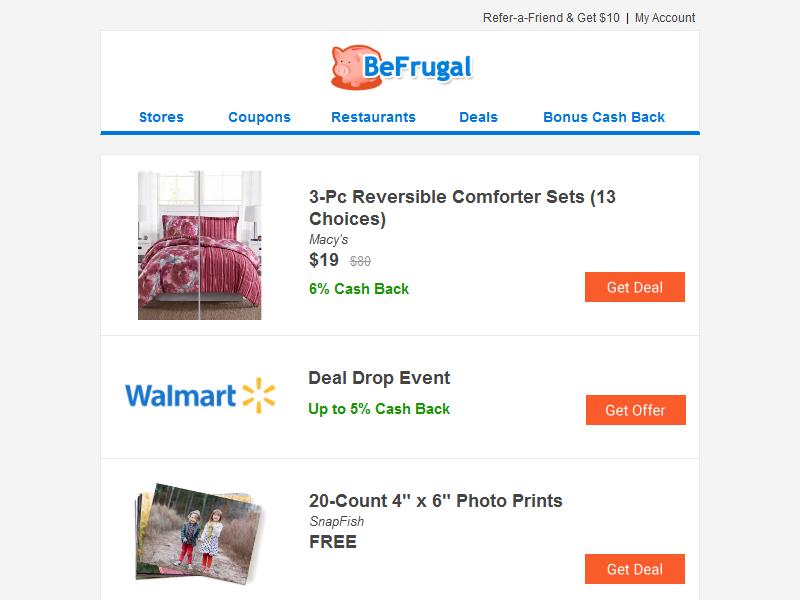 Refer-a-Friend & Get $10 | My Account
BeFrugal
Stores Coupons Restaurants Deals Bonus Cash Back
3-Pc Reversible Comforter Sets (13
Choices)
Macy's
$19 $80
6% Cash Back
Get Deal
Walmart
Deal Drop Event
Up to 5% Cash Back
Get Offer
20-Count 4" x 6" Photo Prints
SnapFish
FREE
Get Deal